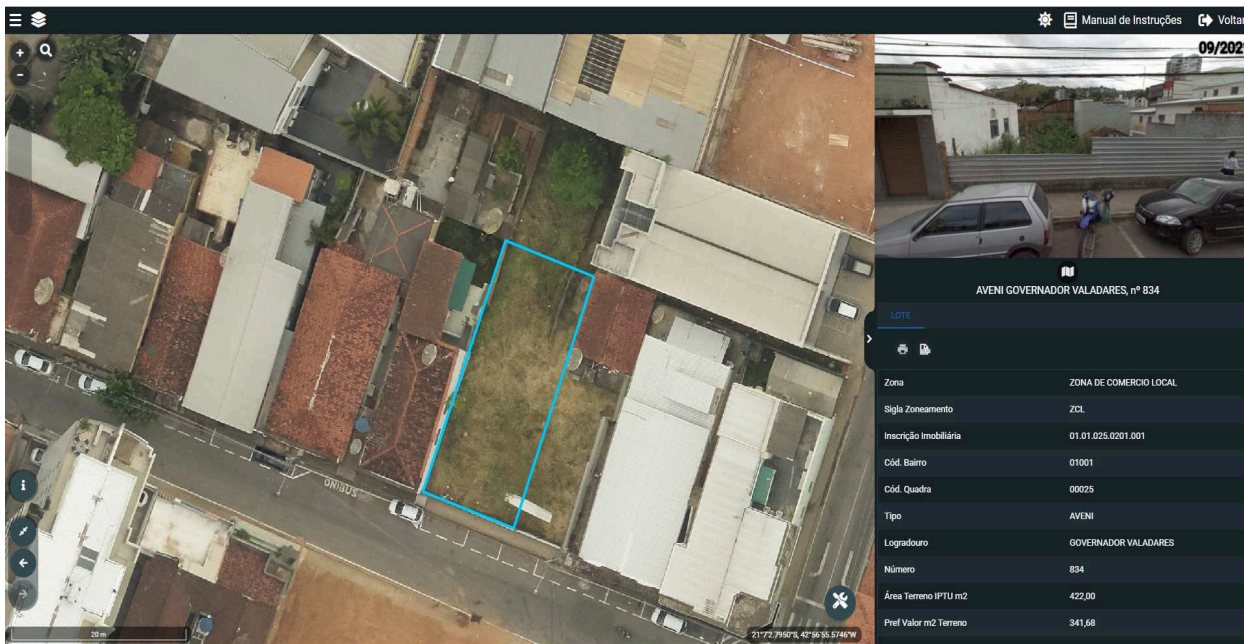 Manual de Instruções
Voltar
09/202
AVENI GOVERNADOR VALADARES, nº 834
LOTE
Zona ZONA DE COMERCIO LOCAL
Sigla Zoneamento ZCL
Inscrição Imobiliária 01.01.025.0201.001
Cód. Bairro 01001
Cód. Quadra 00025
Tipo AVENI
Logradouro GOVERNADOR VALADARES
Número 834
Área Terreno IPTU m2 422,00
Pref Valor m2 Terreno 341,68
ÔNIBUS
20 m
21°7'2.7950"S, 42°56'55.5746"W